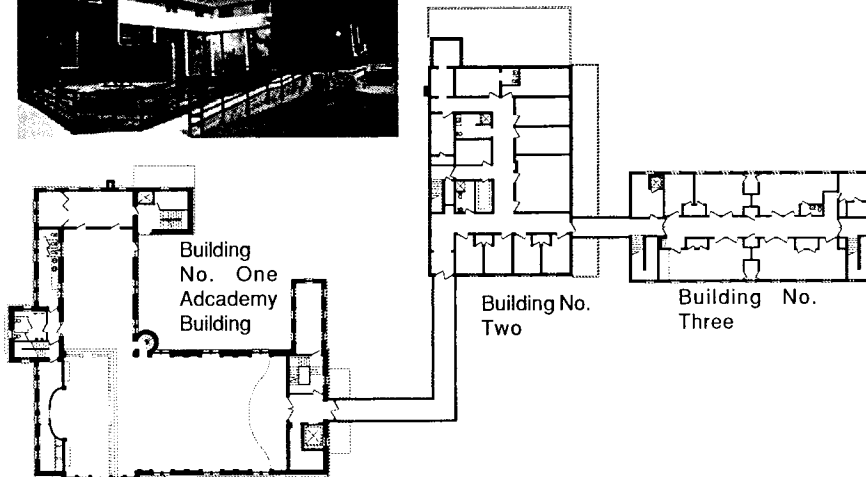 Building
No. One
Adcademy
Building
Building No.
Two
Building No.
Three